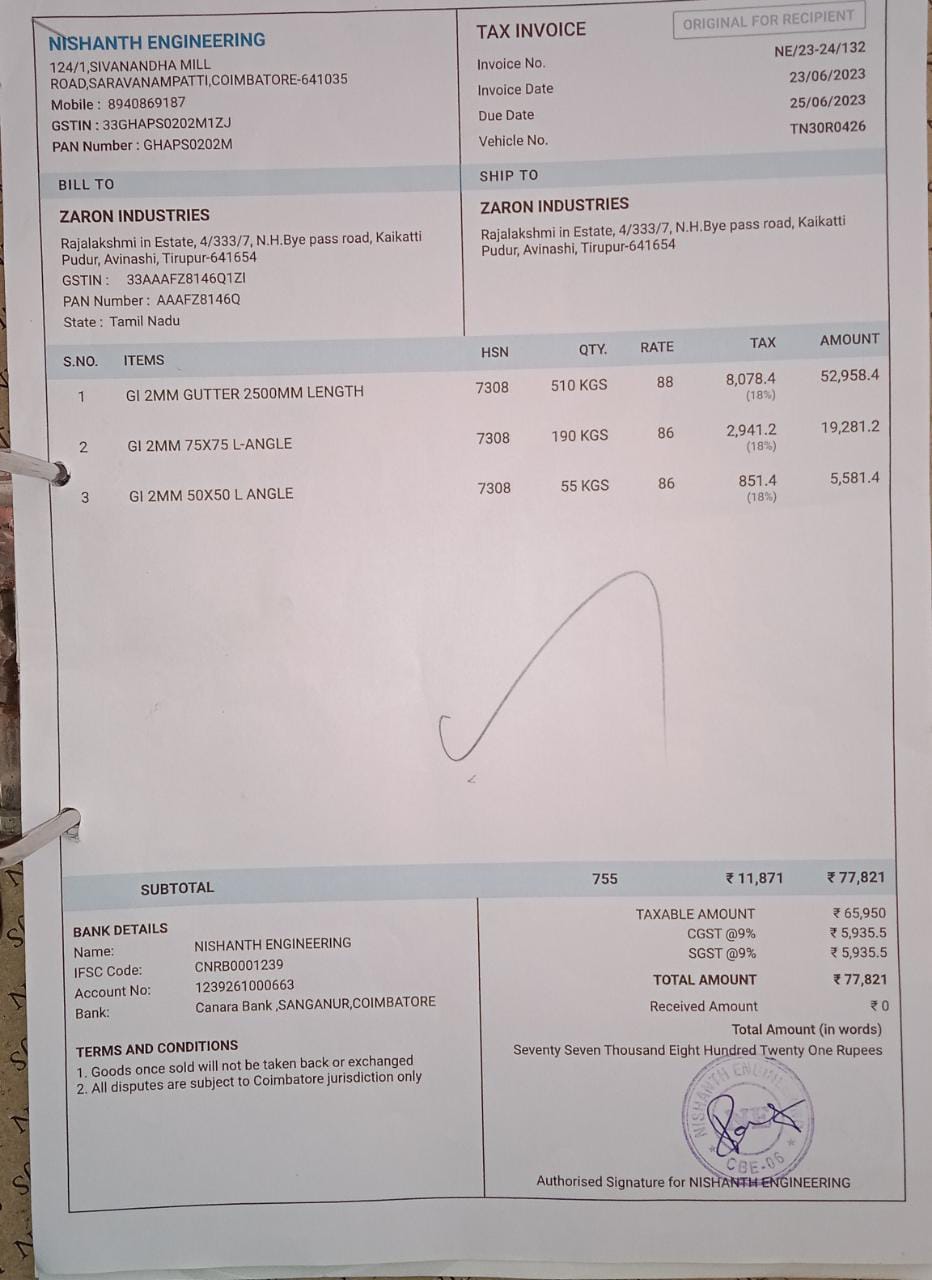 NISHANTH ENGINEERING
124/1,SIVANANDHA MILL
ROAD,SARAVANAMPATTI,COIMBATORE-641035
Mobile : 8940869187
GSTIN : 33GHAPS0202M1ZJ
PAN Number : GHAPS0202M
TAX INVOICE
ORIGINAL FOR RECIPIENT
Invoice No. NE/23-24/132
Invoice Date 23/06/2023
Due Date 25/06/2023
Vehicle No. TN30R0426
BILL TO
ZARON INDUSTRIES
Rajalakshmi in Estate, 4/333/7, N.H.Bye pass road, Kaikatti
Pudur, Avinashi, Tirupur-641654
GSTIN : 33AAAFZ8146Q1ZI
PAN Number : AAAFZ8146Q
State : Tamil Nadu
SHIP TO
ZARON INDUSTRIES
Rajalakshmi in Estate, 4/333/7, N.H.Bye pass road, Kaikatti
Pudur, Avinashi, Tirupur-641654
S.NO. ITEMS HSN QTY. RATE TAX AMOUNT
1 GI 2MM GUTTER 2500MM LENGTH 7308 510 KGS 88 8,078.4 52,958.4
(18%)
2 GI 2MM 75X75 L-ANGLE 7308 190 KGS 86 2,941.2 19,281.2
(18%)
3 GI 2MM 50X50 L ANGLE 7308 55 KGS 86 851.4 5,581.4
(18%)
SUBTOTAL 755 ₹ 11,871 ₹ 77,821
BANK DETAILS
Name: NISHANTH ENGINEERING
IFSC Code: CNRB0001239
Account No: 1239261000663
Bank: Canara Bank ,SANGANUR,COIMBATORE
TERMS AND CONDITIONS
1. Goods once sold will not be taken back or exchanged
2. All disputes are subject to Coimbatore jurisdiction only
TAXABLE AMOUNT ₹ 65,950
CGST @9% ₹ 5,935.5
SGST @9% ₹ 5,935.5
TOTAL AMOUNT ₹ 77,821
Received Amount ₹ 0
Total Amount (in words)
Seventy Seven Thousand Eight Hundred Twenty One Rupees
NISHANTH
CBE-06
Authorised Signature for NISHANTH ENGINEERING